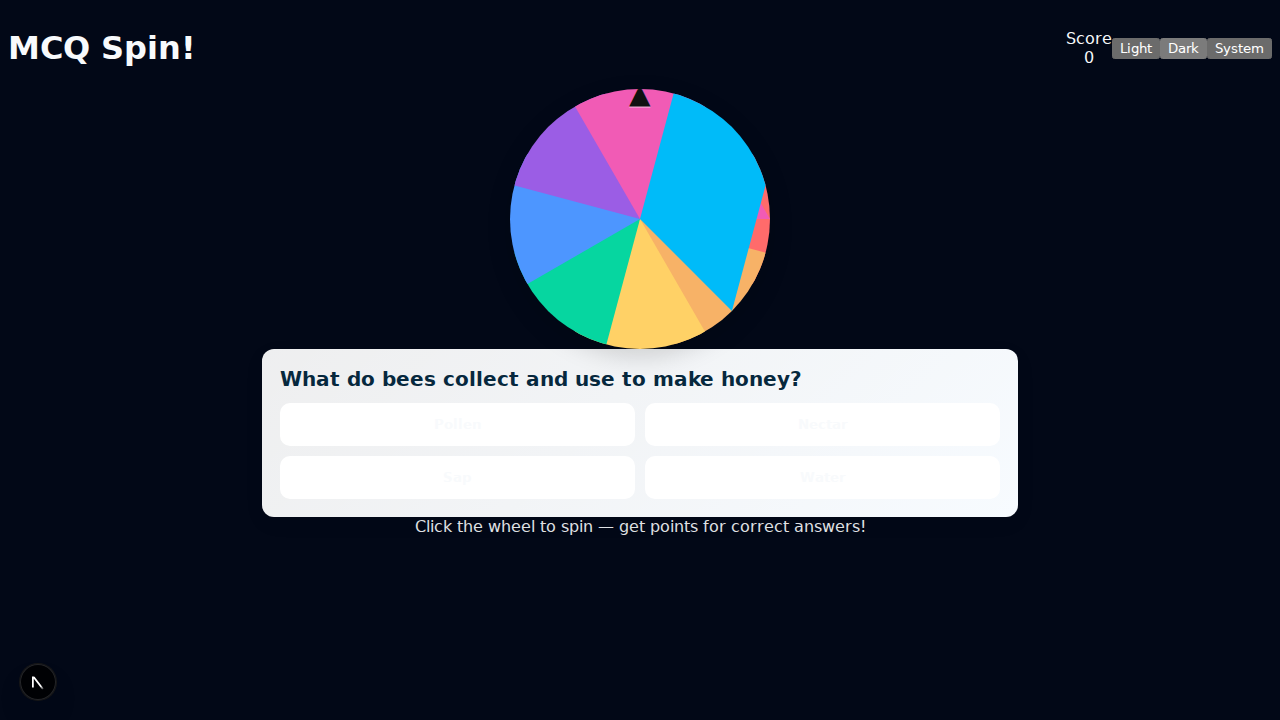 MCQ Spin!
Score
0
Light Dark System
What do bees collect and use to make honey?
Pollen Nectar
Sap Water
Click the wheel to spin — get points for correct answers!